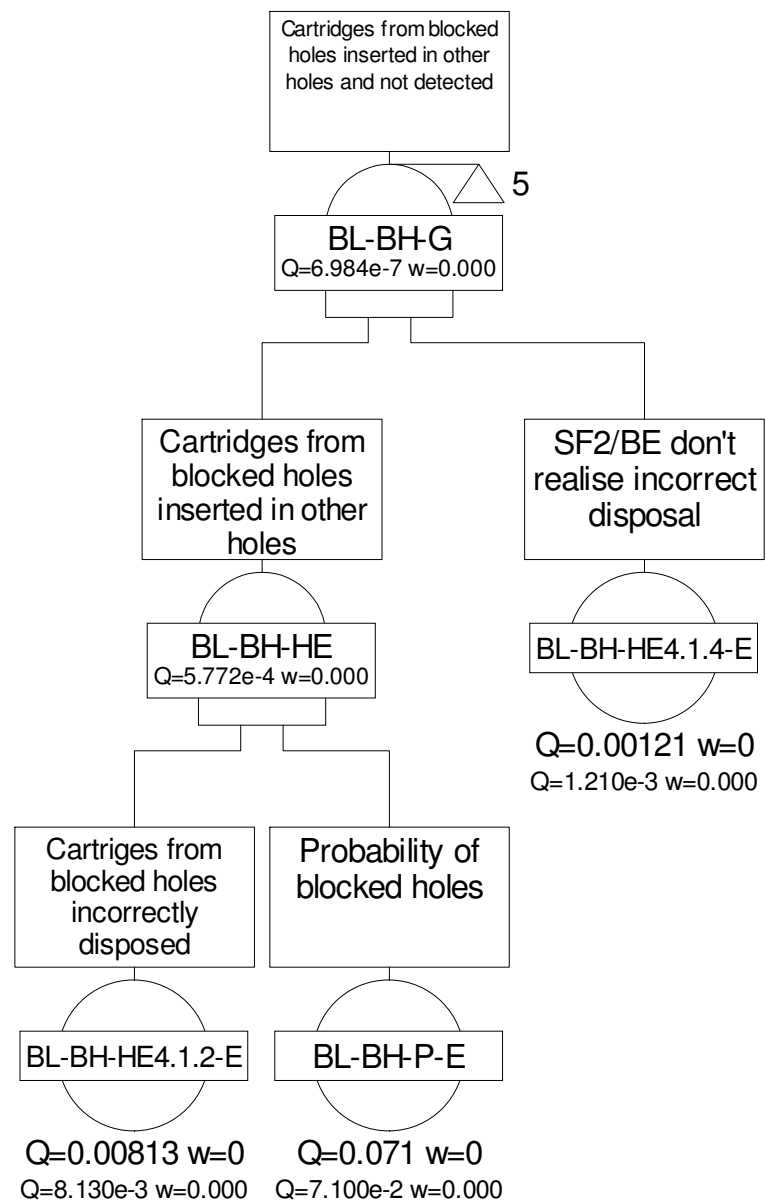 Cartridges from blocked
holes inserted in other
holes and not detected
5
BL-BH-G
Q=6.984e-7 w=0.000
Cartridges from
blocked holes
inserted in other
holes
SF2/BE don't
realise incorrect
disposal
BL-BH-HE
Q=5.772e-4 w=0.000
BL-BH-HE4.1.4-E
Q=0.00121 w=0
Q=1.210e-3 w=0.000
Cartriges from
blocked holes
incorrectly
disposed
Probability of
blocked holes
BL-BH-HE4.1.2-E
BL-BH-P-E
Q=0.00813 w=0
Q=8.130e-3 w=0.000
Q=0.071 w=0
Q=7.100e-2 w=0.000